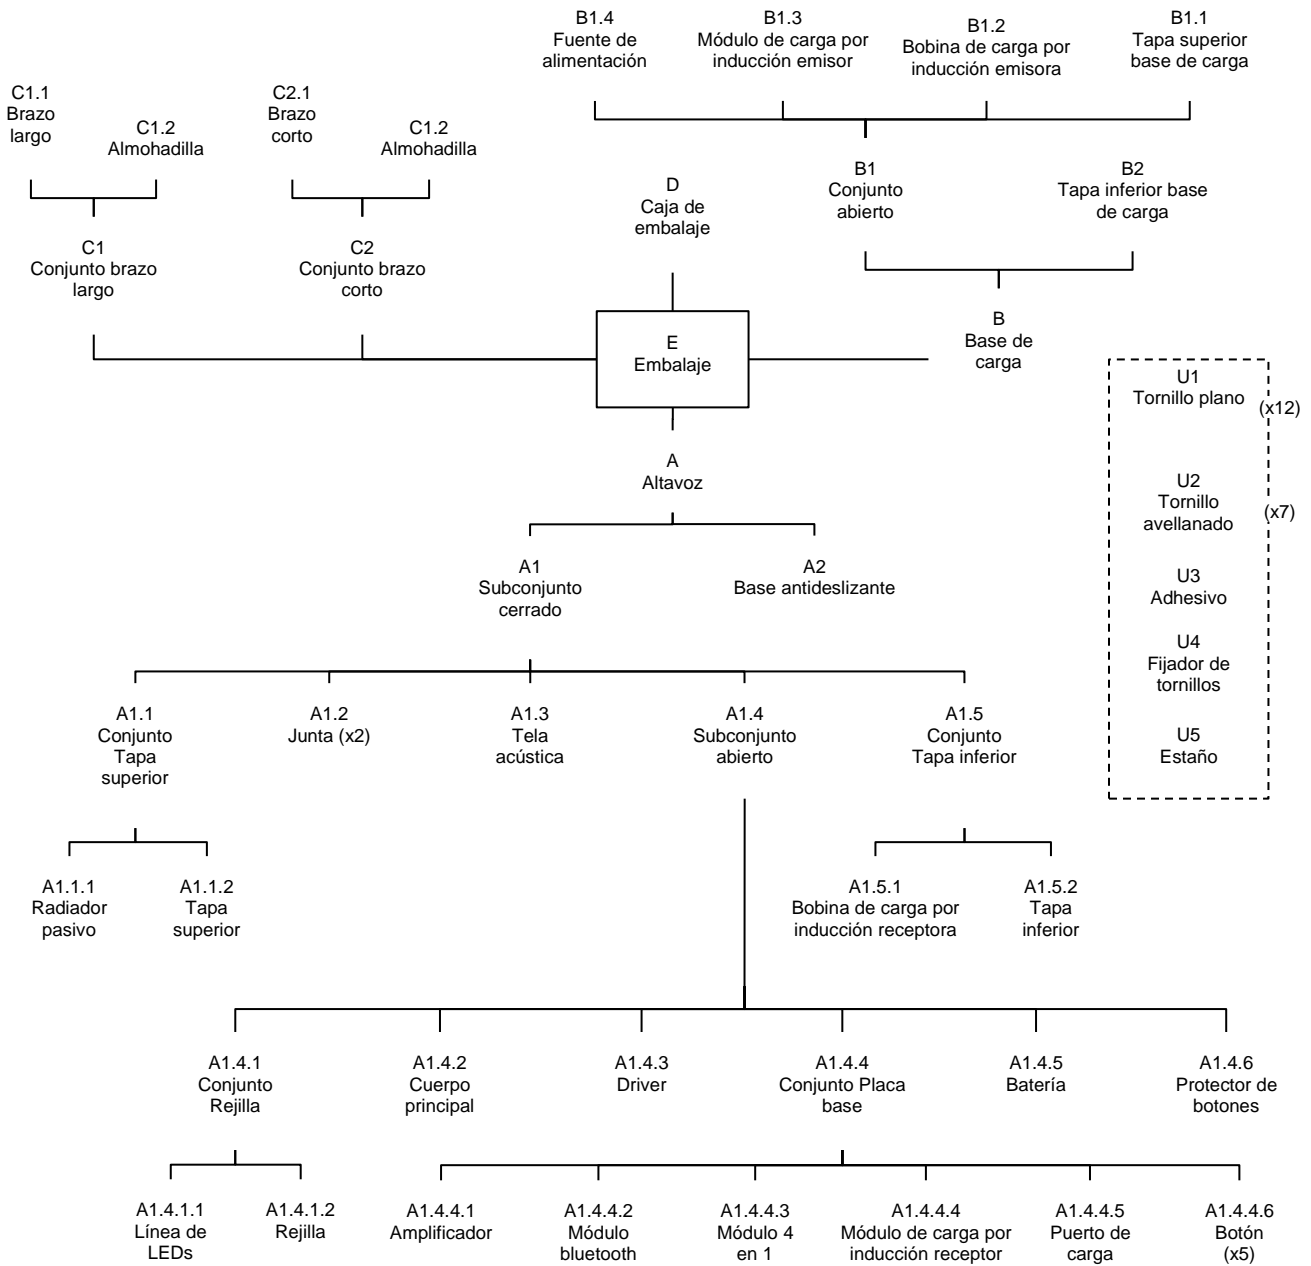 B1.4
Fuente de
alimentación
B1.3
Módulo de carga por
inducción emisor
B1.2
Bobina de carga por
inducción emisora
B1.1
Tapa superior
base de carga
C1.1
Brazo
largo
C1.2
Almohadilla
C2.1
Brazo
corto
C1.2
Almohadilla
B1
Conjunto
abierto
B2
Tapa inferior base
de carga
D
Caja de
embalaje
C1
Conjunto brazo
largo
C2
Conjunto brazo
corto
B
Base de
carga
E
Embalaje
U1
Tornillo plano
(x12)
A
Altavoz
U2
Tornillo
avellanado
(x7)
A1
Subconjunto
cerrado
A2
Base antideslizante
U3
Adhesivo
U4
Fijador de
tornillos
U5
Estaño
A1.1
Conjunto
Tapa
superior
A1.2
Junta (x2)
A1.3
Tela
acústica
A1.4
Subconjunto
abierto
A1.5
Conjunto
Tapa inferior
A1.1.1
Radiador
pasivo
A1.1.2
Tapa
superior
A1.5.1
Bobina de carga por
inducción receptora
A1.5.2
Tapa
inferior
A1.4.1
Conjunto
Rejilla
A1.4.2
Cuerpo
principal
A1.4.3
Driver
A1.4.4
Conjunto Placa
base
A1.4.5
Batería
A1.4.6
Protector de
botones
A1.4.1.1
Línea de
LEDs
A1.4.1.2
Rejilla
A1.4.4.1
Amplificador
A1.4.4.2
Módulo
bluetooth
A1.4.4.3
Módulo 4
en 1
A1.4.4.4
Módulo de carga por
inducción receptor
A1.4.4.5
Puerto de
carga
A1.4.4.6
Botón
(x5)